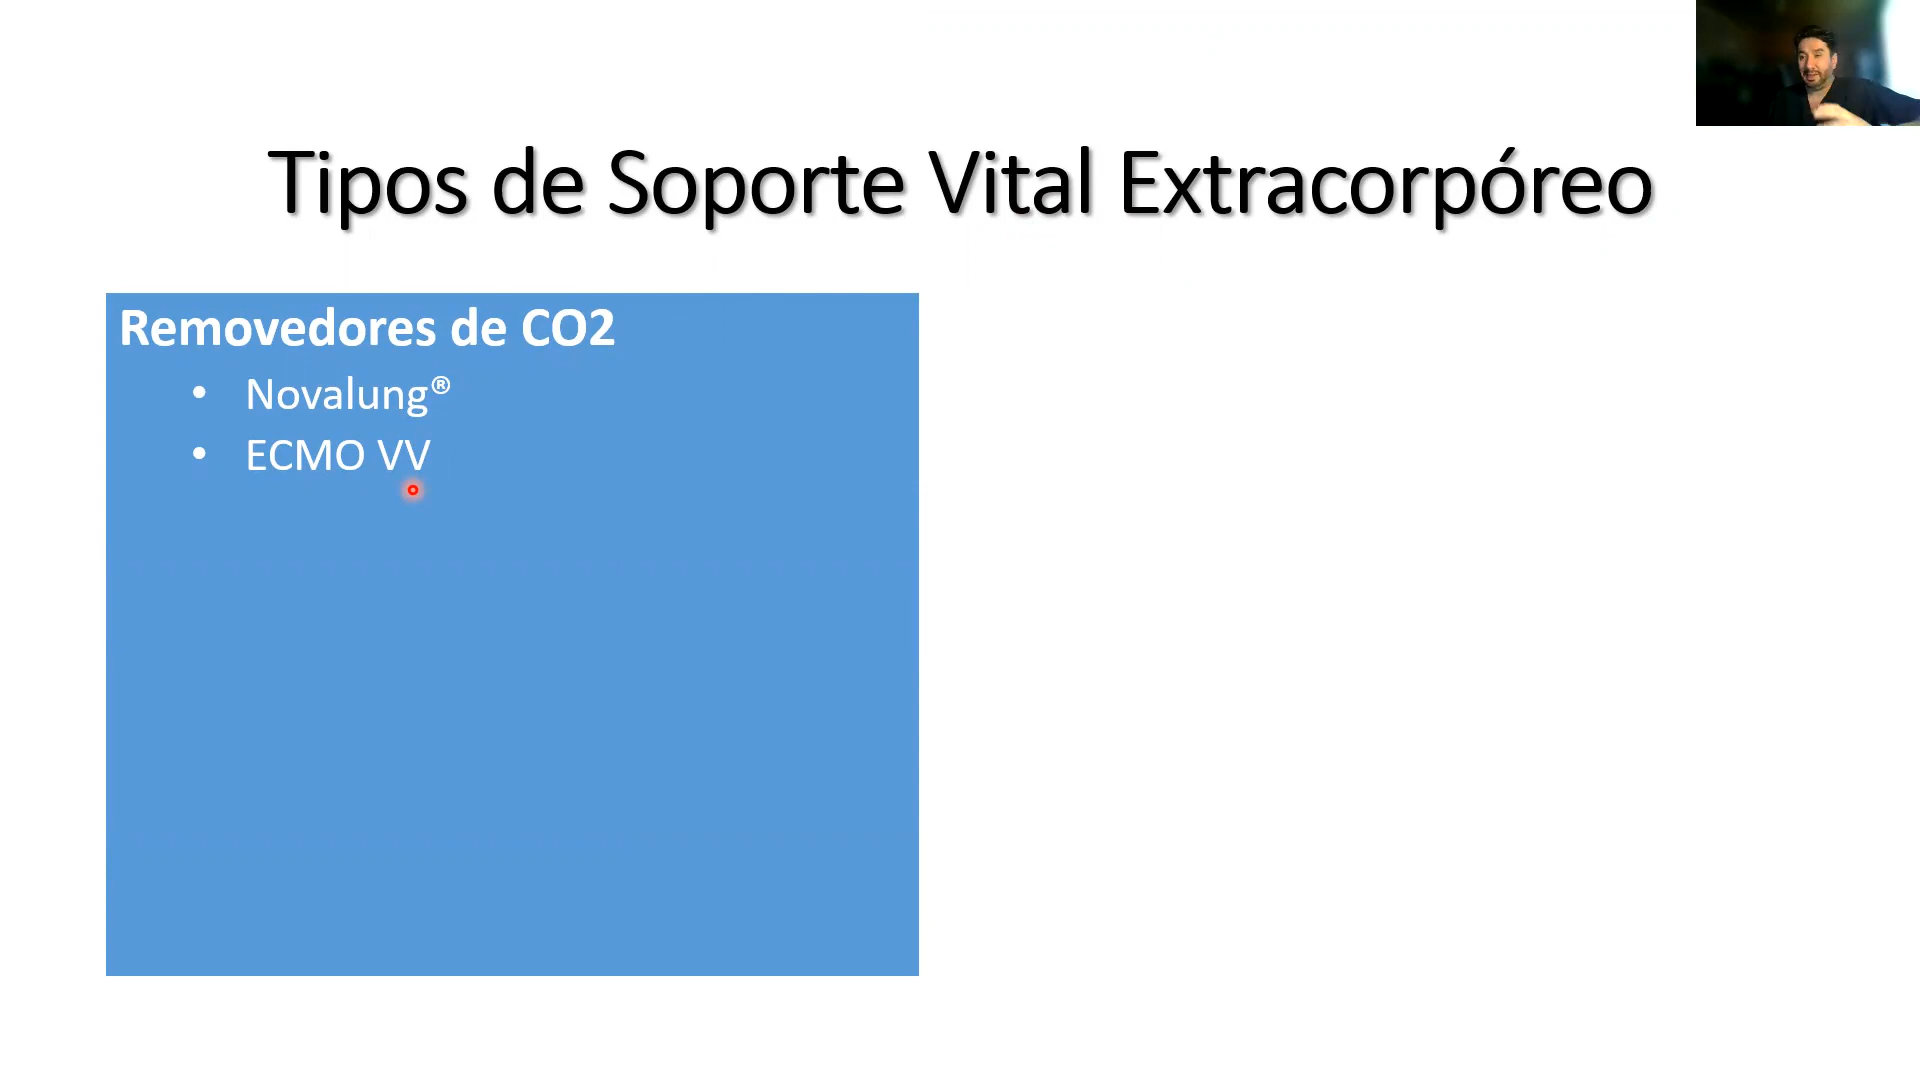 Tipos de Soporte Vital Extracorpóreo
Removedores de CO2
• Novalung®
• ECMO VV